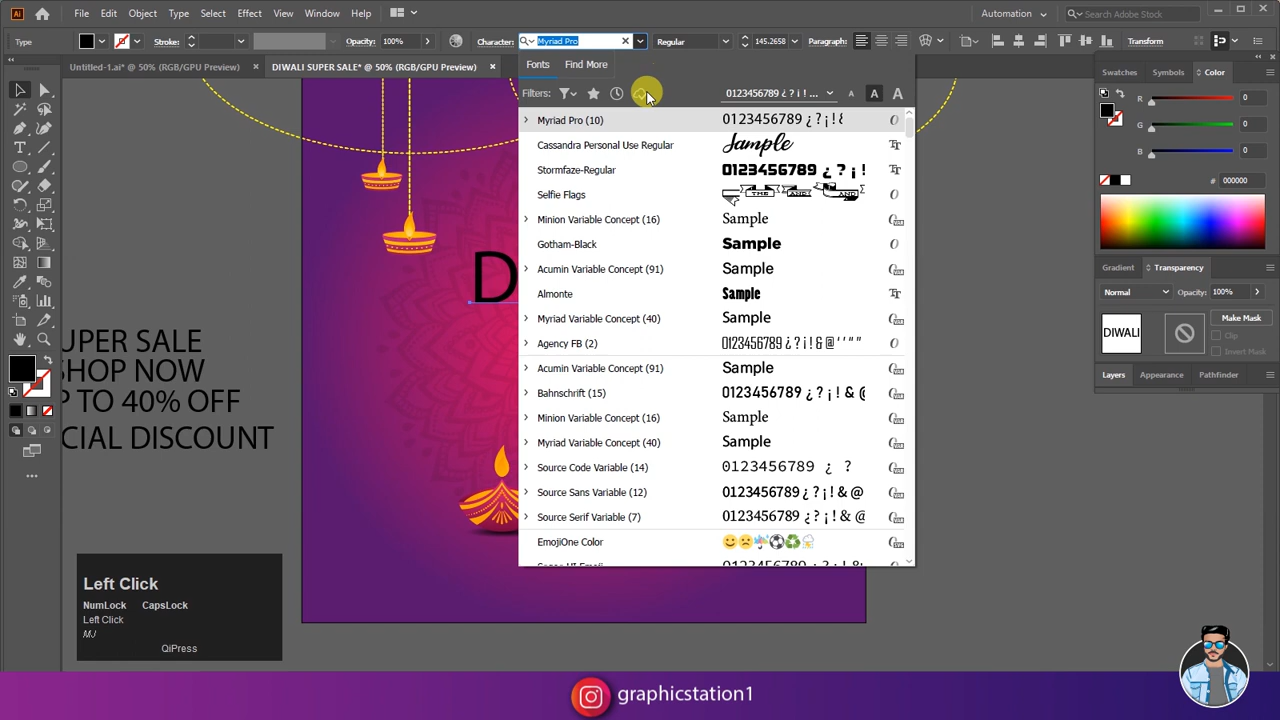 Ai
File Edit Object Type Select Effect View Window Help
Automation
Search Adobe Stock
Type
Stroke:
Opacity: 100%
Character: Myriad Pro
Regular
145.2658
Paragraph:
Transform
Untitled-1.ai* @ 50% (RGB/GPU Preview)
DIWALI SUPER SALE* @ 50% (RGB/GPU Preview)
Fonts Find More
Filters:
0123456789 ¿ ? i ! ...
A A A
Myriad Pro (10) 0123456789 ¿ ? ¡ ! &
Cassandra Personal Use Regular Sample
Stormfaze-Regular 0123456789 ¿ ? ¡ !
Selfie Flags THE AND AND
Minion Variable Concept (16) Sample
Gotham-Black Sample
Acumin Variable Concept (91) Sample
Almonte Sample
Myriad Variable Concept (40) Sample
Agency FB (2) 0123456789 ¿ ? ¡ ! & @ ' ' " "
Acumin Variable Concept (91) Sample
Bahnschrift (15) 0123456789 ¿ ? ¡ ! & @
Minion Variable Concept (16) Sample
Myriad Variable Concept (40) Sample
Source Code Variable (14) 0123456789 ¿ ?
Source Sans Variable (12) 0123456789 ¿ ? ¡ ! & @
Source Serif Variable (7) 0123456789 ¿ ? ¡ ! & @
EmojiOne Color
D
UPER SALE
SHOP NOW
P TO 40% OFF
CIAL DISCOUNT
Swatches Symbols Color
R 0
G 0
B 0
# 000000
Gradient Transparency
Normal Opacity: 100%
DIWALI
Make Mask
Clip
Invert Mask
Layers Appearance Pathfinder
Left Click
NumLock CapsLock
Left Click
MJ
QiPress
graphicstation1